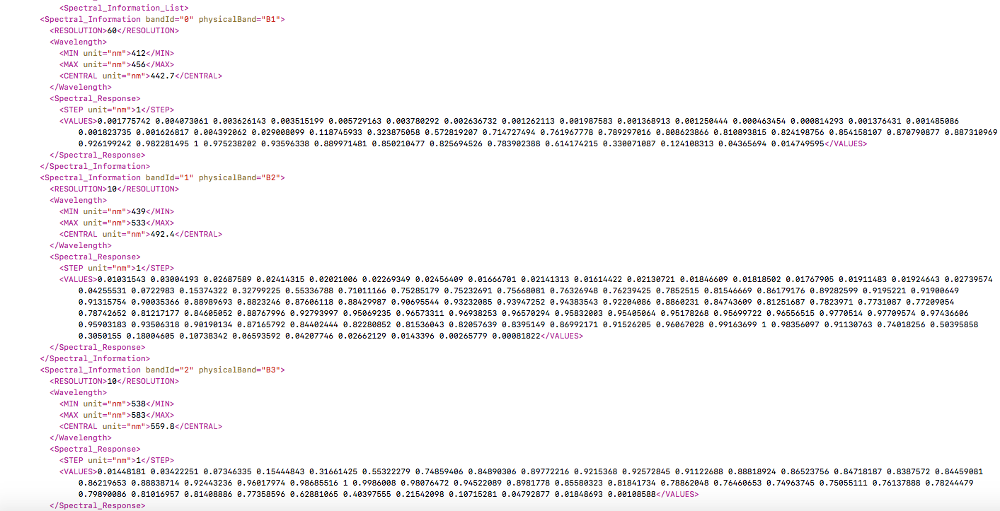 <Spectral_Information_List>
<Spectral_Information bandId="0" physicalBand="B1">
<RESOLUTION>60</RESOLUTION>
<Wavelength>
<MIN unit="nm">412</MIN>
<MAX unit="nm">456</MAX>
<CENTRAL unit="nm">442.7</CENTRAL>
</Wavelength>
<Spectral_Response>
<STEP unit="nm">1</STEP>
<VALUES>0.001775742 0.004073061 0.003626143 0.003515199 0.005729163 0.003780292 0.002636732 0.001262113 0.001987583 0.001368913 0.001250444 0.000463454 0.000814293 0.001376431 0.001485086
0.001823735 0.001626817 0.004392062 0.029008099 0.118745933 0.323875058 0.572819207 0.714727494 0.761967778 0.789297016 0.808623866 0.810893815 0.824198756 0.854158107 0.870790877 0.887310969
0.926199242 0.982281495 1 0.975238202 0.93596338 0.889971481 0.850210477 0.825694526 0.783902388 0.614174215 0.330071087 0.124108313 0.04365694 0.014749595</VALUES>
</Spectral_Response>
</Spectral_Information>
<Spectral_Information bandId="1" physicalBand="B2">
<RESOLUTION>10</RESOLUTION>
<Wavelength>
<MIN unit="nm">439</MIN>
<MAX unit="nm">533</MAX>
<CENTRAL unit="nm">492.4</CENTRAL>
</Wavelength>
<Spectral_Response>
<STEP unit="nm">1</STEP>
<VALUES>0.01031543 0.03004193 0.02687589 0.02414315 0.02021006 0.02269349 0.02456409 0.01666701 0.02141313 0.01614422 0.02130721 0.01846609 0.01818502 0.01767905 0.01911483 0.01924643 0.02739574
0.04255531 0.0722983 0.15374322 0.32799225 0.55336788 0.71011166 0.75285179 0.75232691 0.75668081 0.76326948 0.76239425 0.7852515 0.81546669 0.86179176 0.89282599 0.9195221 0.91900649
0.91315754 0.90035366 0.88989693 0.8823246 0.87606118 0.88429987 0.90695544 0.93232085 0.93947252 0.94383543 0.92204086 0.8860231 0.84743609 0.81251687 0.7823971 0.7731087 0.77209054
0.78742652 0.81217177 0.84605052 0.88767996 0.92793997 0.95069235 0.96573311 0.96938253 0.96570294 0.95832003 0.95405064 0.95178268 0.95699722 0.96556515 0.9770514 0.97709574 0.97436606
0.95903183 0.93506318 0.90190134 0.87165792 0.84402444 0.82280852 0.81536043 0.82057639 0.8395149 0.86992171 0.91526205 0.96067028 0.99163699 1 0.98356097 0.91130763 0.74018256 0.50395858
0.3050155 0.18004605 0.10738342 0.06593592 0.04207746 0.02662129 0.0143396 0.00265779 0.00081822</VALUES>
</Spectral_Response>
</Spectral_Information>
<Spectral_Information bandId="2" physicalBand="B3">
<RESOLUTION>10</RESOLUTION>
<Wavelength>
<MIN unit="nm">538</MIN>
<MAX unit="nm">583</MAX>
<CENTRAL unit="nm">559.8</CENTRAL>
</Wavelength>
<Spectral_Response>
<STEP unit="nm">1</STEP>
<VALUES>0.01448181 0.03422251 0.07346335 0.15444843 0.31661425 0.55322279 0.74859406 0.84890306 0.89772216 0.9215368 0.92572845 0.91122688 0.88818924 0.86523756 0.84718187 0.8387572 0.84459081
0.86219653 0.88838714 0.92443236 0.96017974 0.98685516 1 0.9986008 0.98076472 0.94522089 0.8981778 0.85580323 0.81841734 0.78862048 0.76460653 0.74963745 0.75055111 0.76137888 0.78244479
0.79890086 0.81016957 0.81408886 0.77358596 0.62881065 0.40397555 0.21542098 0.10715281 0.04792877 0.01848693 0.00108588</VALUES>
</Spectral_Response>